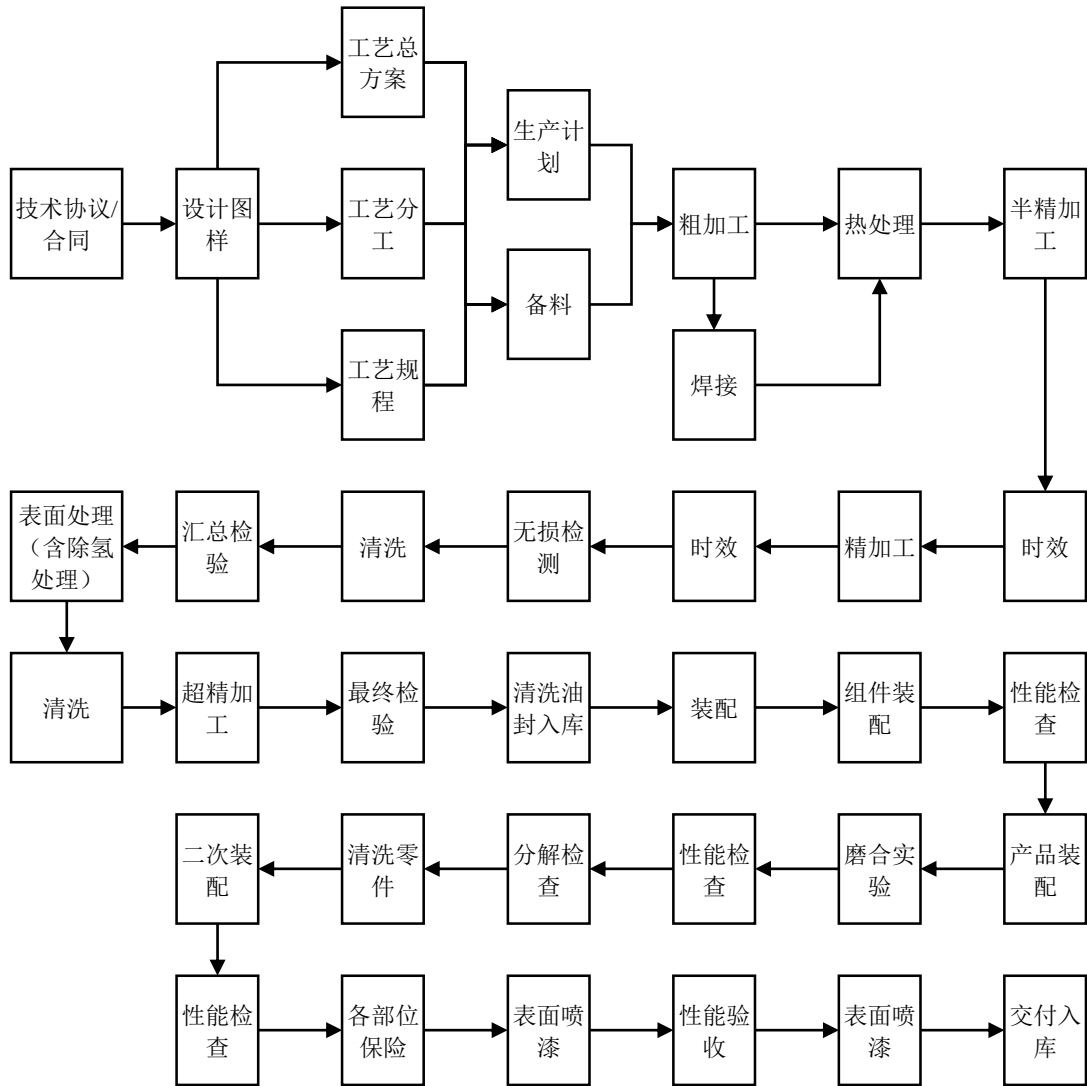 工艺总
方案
生产计
划
技术协议/
合同
设计图
样
工艺分
工
粗加工
热处理
半精加
工
备料
工艺规
程
焊接
表面处理
（含除氢
处理）
汇总检
验
清洗
无损检
测
时效
精加工
时效
清洗
超精加
工
最终检
验
清洗油
封入库
装配
组件装
配
性能检
查
二次装
配
清洗零
件
分解检
查
性能检
查
磨合实
验
产品装
配
性能检
查
各部位
保险
表面喷
漆
性能验
收
表面喷
漆
交付入
库